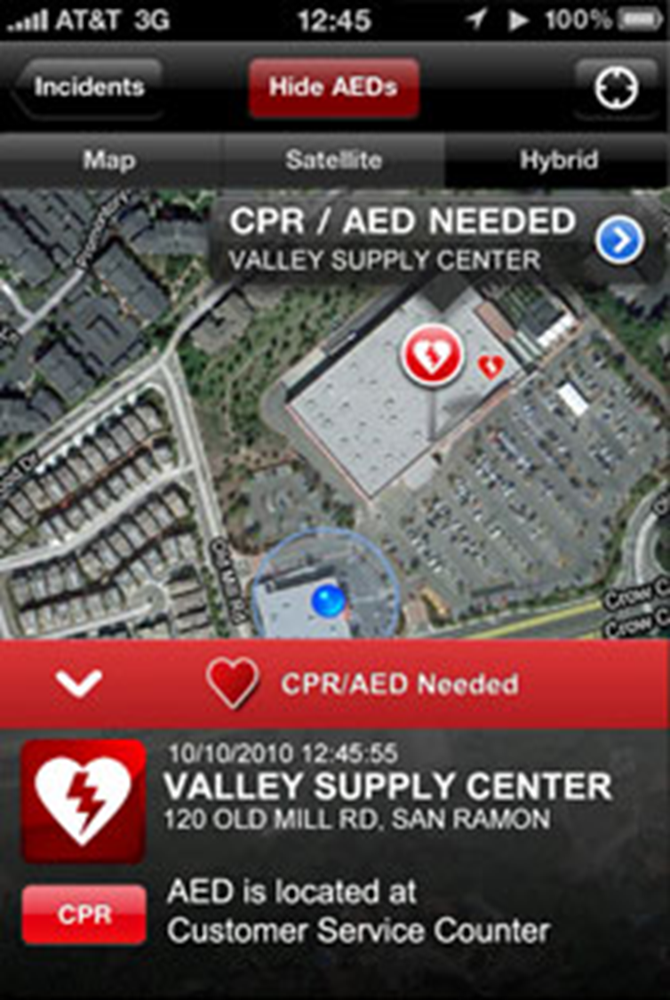 AT&T 3G 12:45 100%
Incidents Hide AEDs
Map Satellite Hybrid
CPR / AED NEEDED
VALLEY SUPPLY CENTER
Crow C
Crow C
CPR/AED Needed
10/10/2010 12:45:55
VALLEY SUPPLY CENTER
120 OLD MILL RD, SAN RAMON
AED is located at
CPR
Customer Service Counter